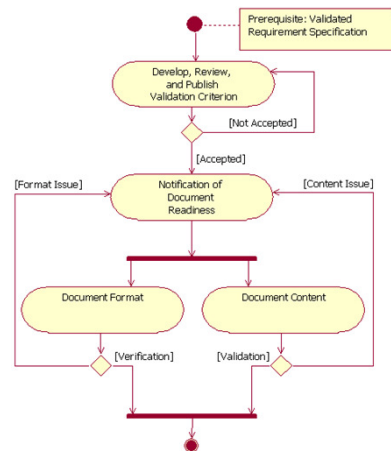 Prerequisite: Validated
Requirement Specification
Develop, Review,
and Publish
Validation Criterion
[Not Accepted]
[Accepted]
[Format Issue]
[Content Issue]
Notification of
Document
Readiness
Document Format
Document Content
[Verification]
[Validation]